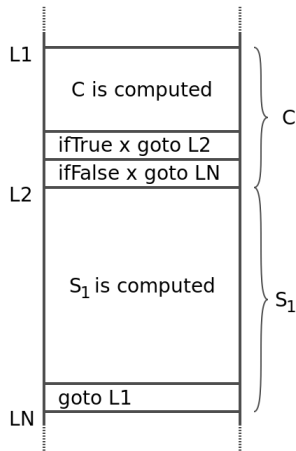 L1
C is computed
C
ifTrue x goto L2
ifFalse x goto LN
L2
S1 is computed
S1
goto L1
LN